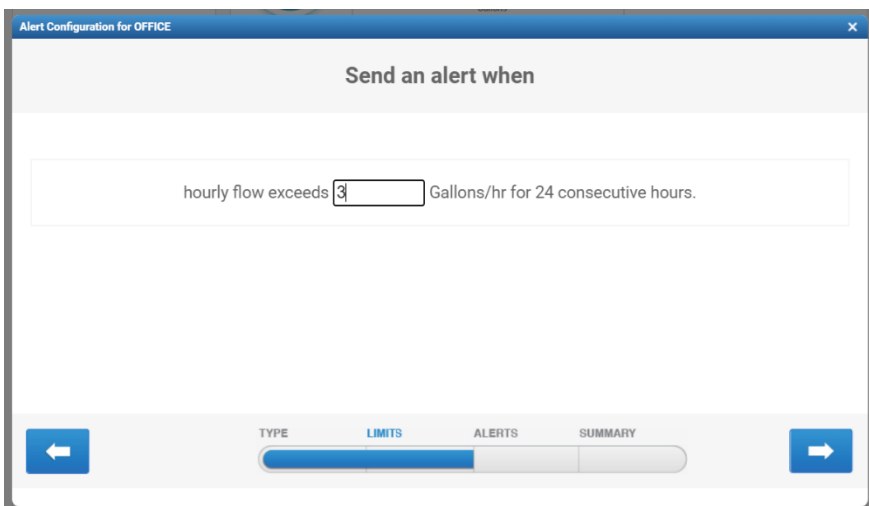 Alert Configuration for OFFICE
Send an alert when
hourly flow exceeds 3 Gallons/hr for 24 consecutive hours.
TYPE LIMITS ALERTS SUMMARY